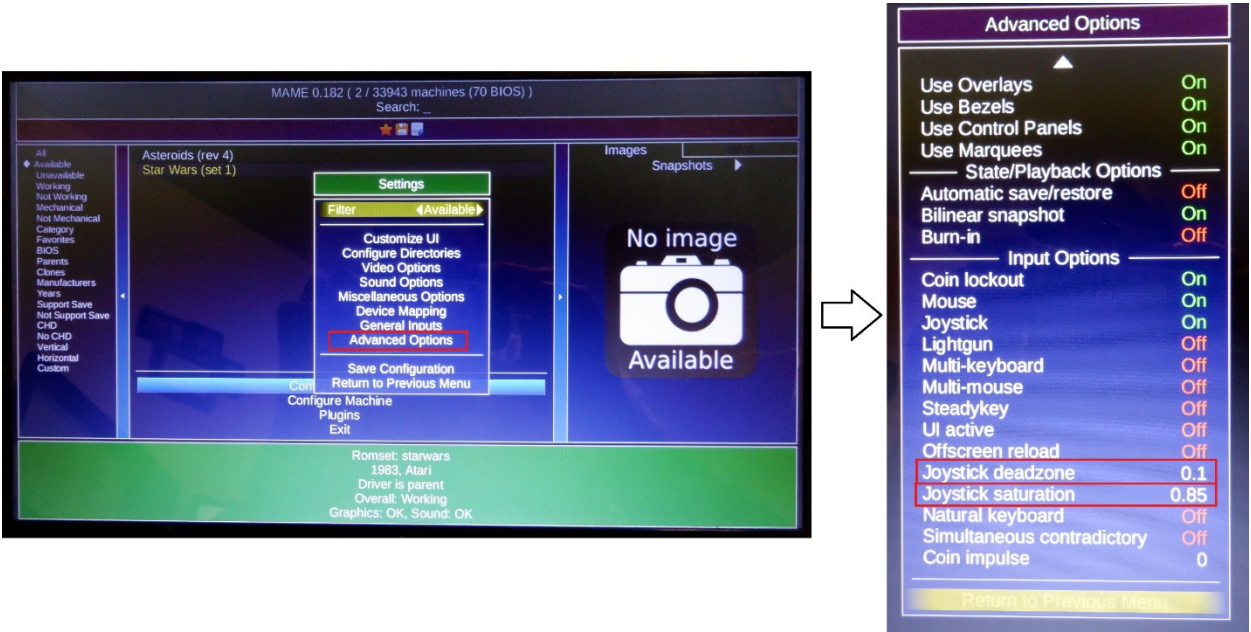 MAME 0.182 ( 2 / 33943 machines (70 BIOS) )
Search: _
All
Available
Unavailable
Working
Not Working
Mechanical
Not Mechanical
Category
Favorites
BIOS
Parents
Clones
Manufacturers
Years
Support Save
Not Support Save
CHD
No CHD
Vertical
Horizontal
Custom
Asteroids (rev 4)
Star Wars (set 1)
Settings
Filter Available
Customize UI
Configure Directories
Video Options
Sound Options
Miscellaneous Options
Device Mapping
General Inputs
Advanced Options
Save Configuration
Return to Previous Menu
Configure Machine
Plugins
Exit
Images
Snapshots
No image
Available
Romset: starwars
1983, Atari
Driver is parent
Overall: Working
Graphics: OK, Sound: OK
Advanced Options
Use Overlays On
Use Bezels On
Use Control Panels On
Use Marquees On
State/Playback Options
Automatic save/restore Off
Bilinear snapshot On
Burn-in Off
Input Options
Coin lockout On
Mouse On
Joystick On
Lightgun Off
Multi-keyboard Off
Multi-mouse Off
Steadykey Off
UI active Off
Offscreen reload Off
Joystick deadzone 0.1
Joystick saturation 0.85
Natural keyboard Off
Simultaneous contradictory Off
Coin impulse 0
Return to Previous Menu